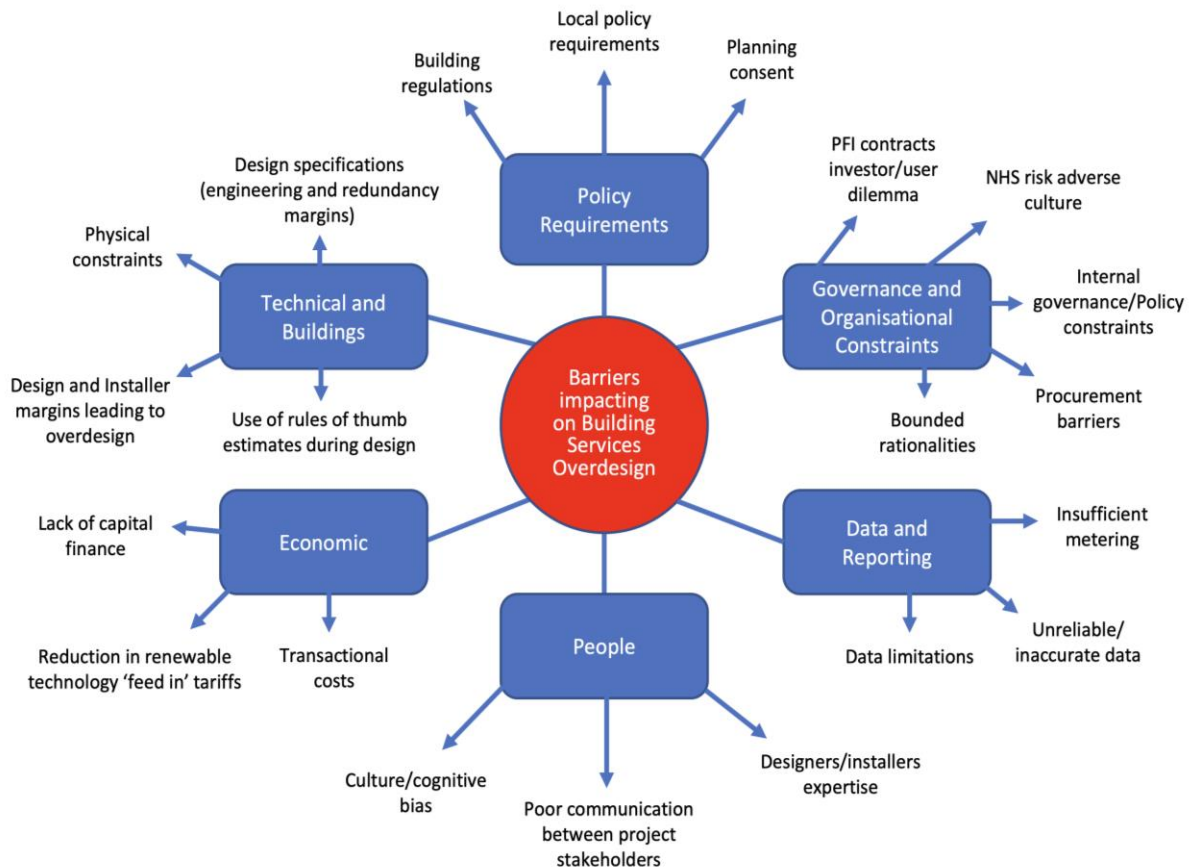 Local policy
requirements
Building
regulations
Planning
consent
Policy
Requirements
Design specifications
(engineering and redundancy
margins)
Physical
constraints
Technical and
Buildings
Design and Installer
margins leading to
overdesign
Use of rules of thumb
estimates during design
PFI contracts
investor/user
dilemma
NHS risk adverse
culture
Governance and
Organisational
Constraints
Internal
governance/Policy
constraints
Procurement
barriers
Bounded
rationalities
Barriers
impacting
on Building
Services
Overdesign
Lack of capital
finance
Economic
Reduction in renewable
technology ‘feed in’ tariffs
Transactional
costs
Data and
Reporting
Insufficient
metering
Unreliable/
inaccurate data
Data limitations
People
Culture/cognitive
bias
Poor communication
between project
stakeholders
Designers/installers
expertise